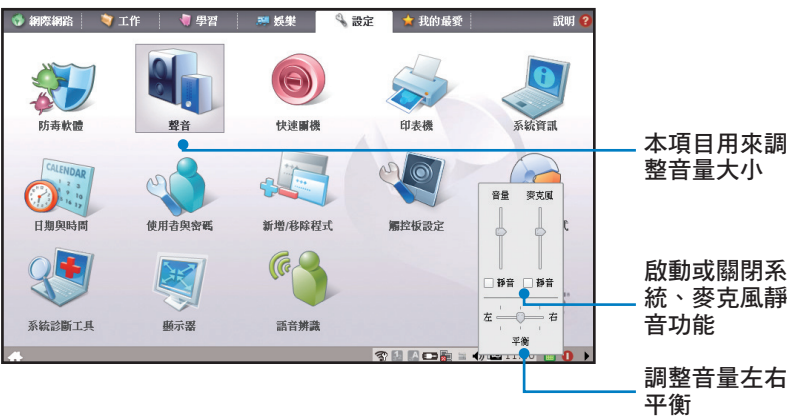 網際網路 工作 學習 娛樂 設定 我的最愛 說明
防毒軟體 聲音 快速關機 印表機 系統資訊
本項目用來調
整音量大小
CALENDAR
音量 麥克風
日期與時間 使用者與密碼 新增/移除程式 觸控板設定 式
靜音 靜音
啟動或關閉系
統、麥克風靜
音功能
左 右
系統診斷工具 顯示器 語音辨識
平衡
調整音量左右
平衡